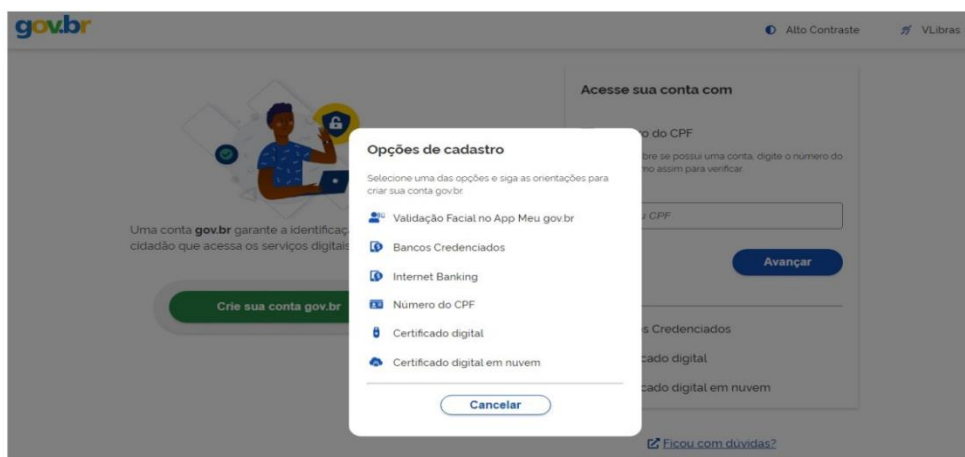 gov.br
Alto Contraste
VLibras
Uma conta gov.br garante a identificaç
cidadão que acessa os serviços digitais
Crie sua conta gov.br
Opções de cadastro
Selecione uma das opções e siga as orientações para
criar sua conta gov.br
Validação Facial no App Meu gov.br
Bancos Credenciados
Internet Banking
Número do CPF
Certificado digital
Certificado digital em nuvem
Cancelar
Acesse sua conta com
o do CPF
bre se possui uma conta, digite o número do
mo assim para verificar.
u CPF
Avançar
s Credenciados
cado digital
cado digital em nuvem
Ficou com dúvidas?